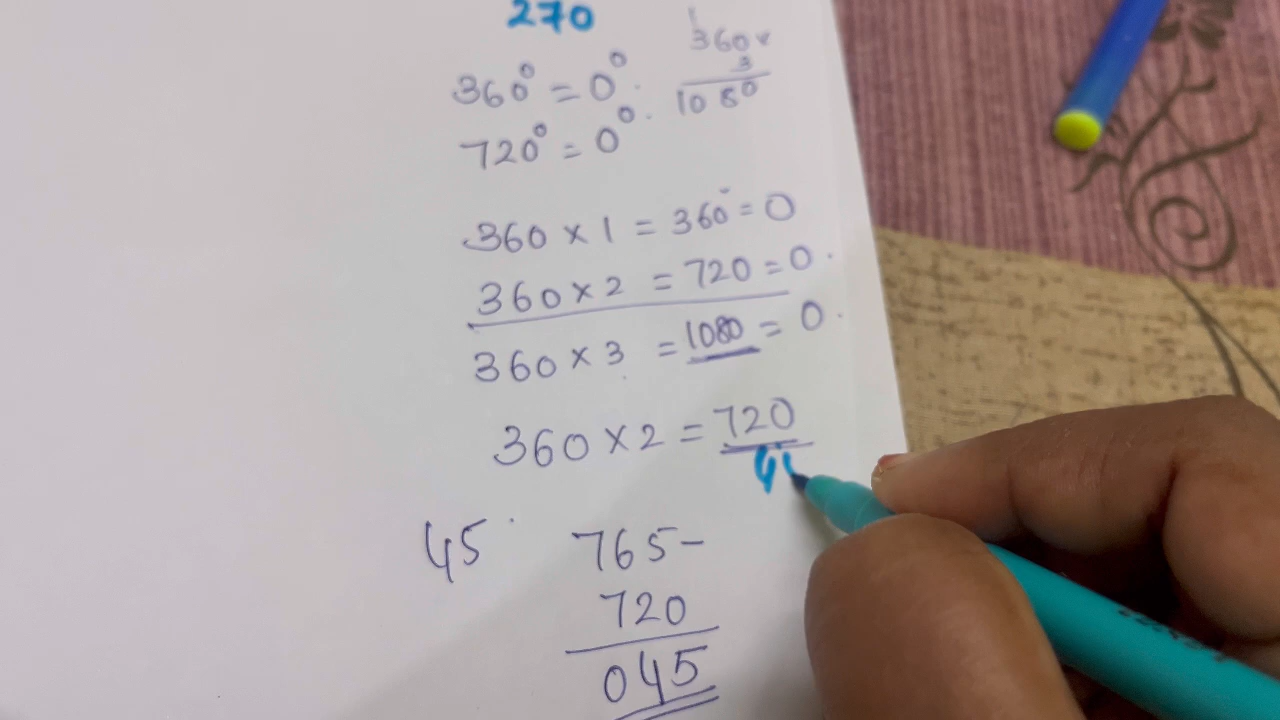 270
360° = 0°.
720° = 0°.
1
360 ×
3
1080
360 × 1 = 360° = 0
360 × 2 = 720 = 0.
360 × 3 = 1080 = 0.
360 × 2 = 720
45
765 -
720
045